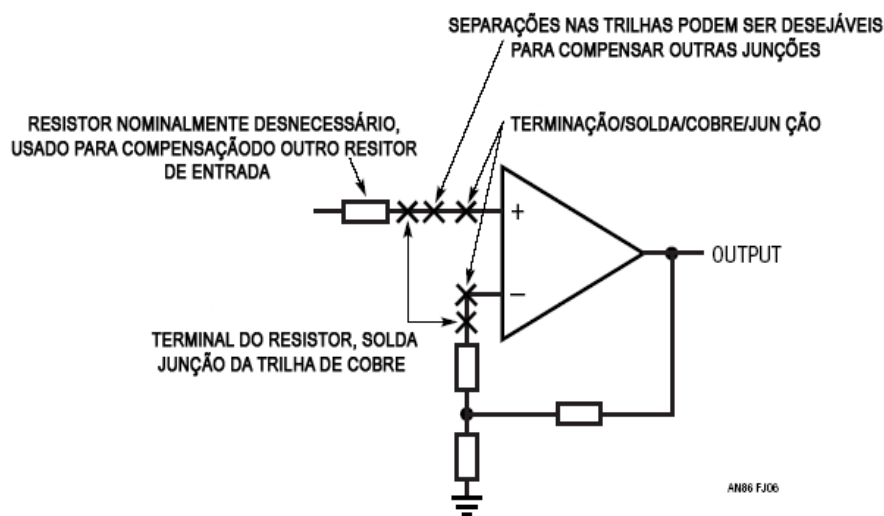 SEPARAÇÕES NAS TRILHAS PODEM SER DESEJÁVEIS
PARA COMPENSAR OUTRAS JUNÇÕES
RESISTOR NOMINALMENTE DESNECESSÁRIO,
USADO PARA COMPENSAÇÃODO OUTRO RESITOR
DE ENTRADA
TERMINAÇÃO/SOLDA/COBRE/JUN ÇÃO
+
−
OUTPUT
TERMINAL DO RESISTOR, SOLDA
JUNÇÃO DA TRILHA DE COBRE
AN86 FJ06